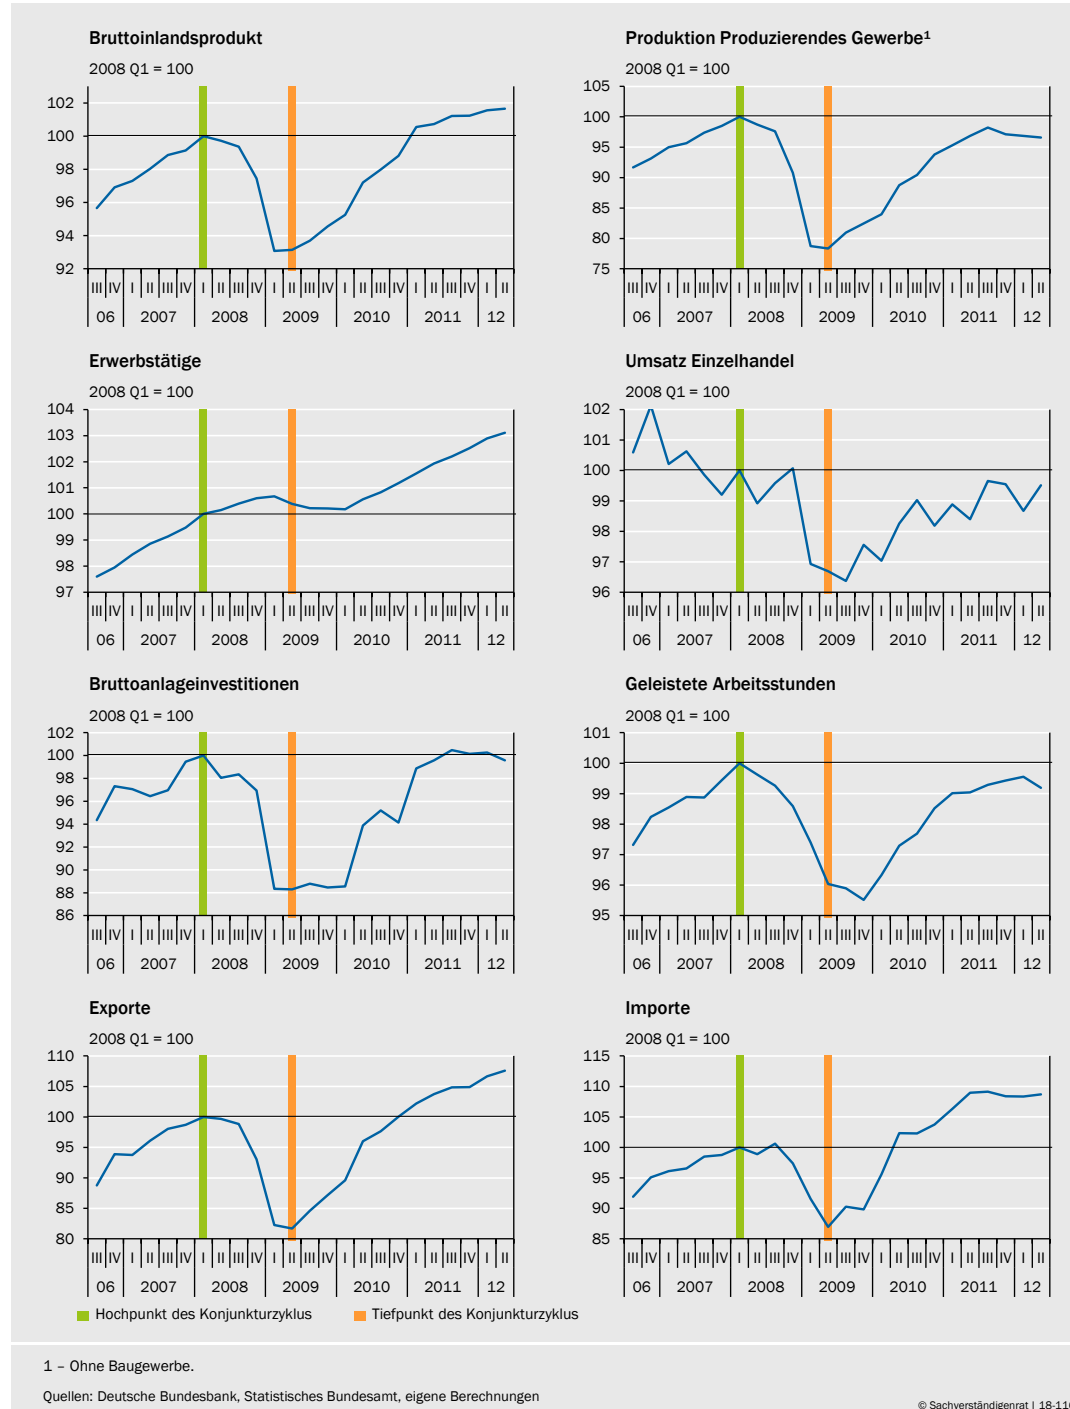 Bruttoinlandsprodukt
2008 Q1 = 100
102
100
98
96
94
92
III IV I II III IV I II III IV I II III IV I II III IV I II III IV I II
06 2007 2008 2009 2010 2011 12
Produktion Produzierendes Gewerbe¹
2008 Q1 = 100
105
100
95
90
85
80
75
III IV I II III IV I II III IV I II III IV I II III IV I II III IV I II
06 2007 2008 2009 2010 2011 12
Erwerbstätige
2008 Q1 = 100
104
103
102
101
100
99
98
97
III IV I II III IV I II III IV I II III IV I II III IV I II III IV I II
06 2007 2008 2009 2010 2011 12
Umsatz Einzelhandel
2008 Q1 = 100
102
101
100
99
98
97
96
III IV I II III IV I II III IV I II III IV I II III IV I II III IV I II
06 2007 2008 2009 2010 2011 12
Bruttoanlageinvestitionen
2008 Q1 = 100
102
100
98
96
94
92
90
88
86
III IV I II III IV I II III IV I II III IV I II III IV I II III IV I II
06 2007 2008 2009 2010 2011 12
Geleistete Arbeitsstunden
2008 Q1 = 100
101
100
99
98
97
96
95
III IV I II III IV I II III IV I II III IV I II III IV I II III IV I II
06 2007 2008 2009 2010 2011 12
Exporte
2008 Q1 = 100
110
105
100
95
90
85
80
III IV I II III IV I II III IV I II III IV I II III IV I II III IV I II
06 2007 2008 2009 2010 2011 12
Importe
2008 Q1 = 100
115
110
105
100
95
90
85
III IV I II III IV I II III IV I II III IV I II III IV I II III IV I II
06 2007 2008 2009 2010 2011 12
Hochpunkt des Konjunkturzyklus Tiefpunkt des Konjunkturzyklus
1 – Ohne Baugewerbe.
Quellen: Deutsche Bundesbank, Statistisches Bundesamt, eigene Berechnungen
© Sachverständigenrat |